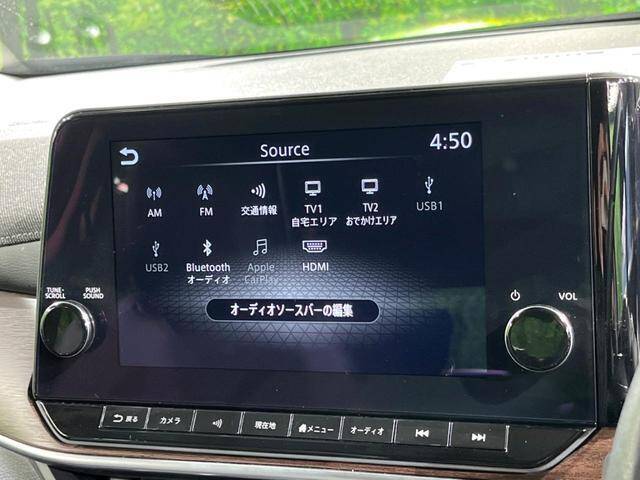 Source
4:50
AM
FM
交通情報
TV1
自宅エリア
TV2
おでかけエリア
USB1
USB2
Bluetooth
オーディオ
Apple
CarPlay
HDMI
オーディオソースバーの編集
TUNE・
SCROLL
PUSH
SOUND
VOL
戻る
カメラ
現在地
メニュー
オーディオ